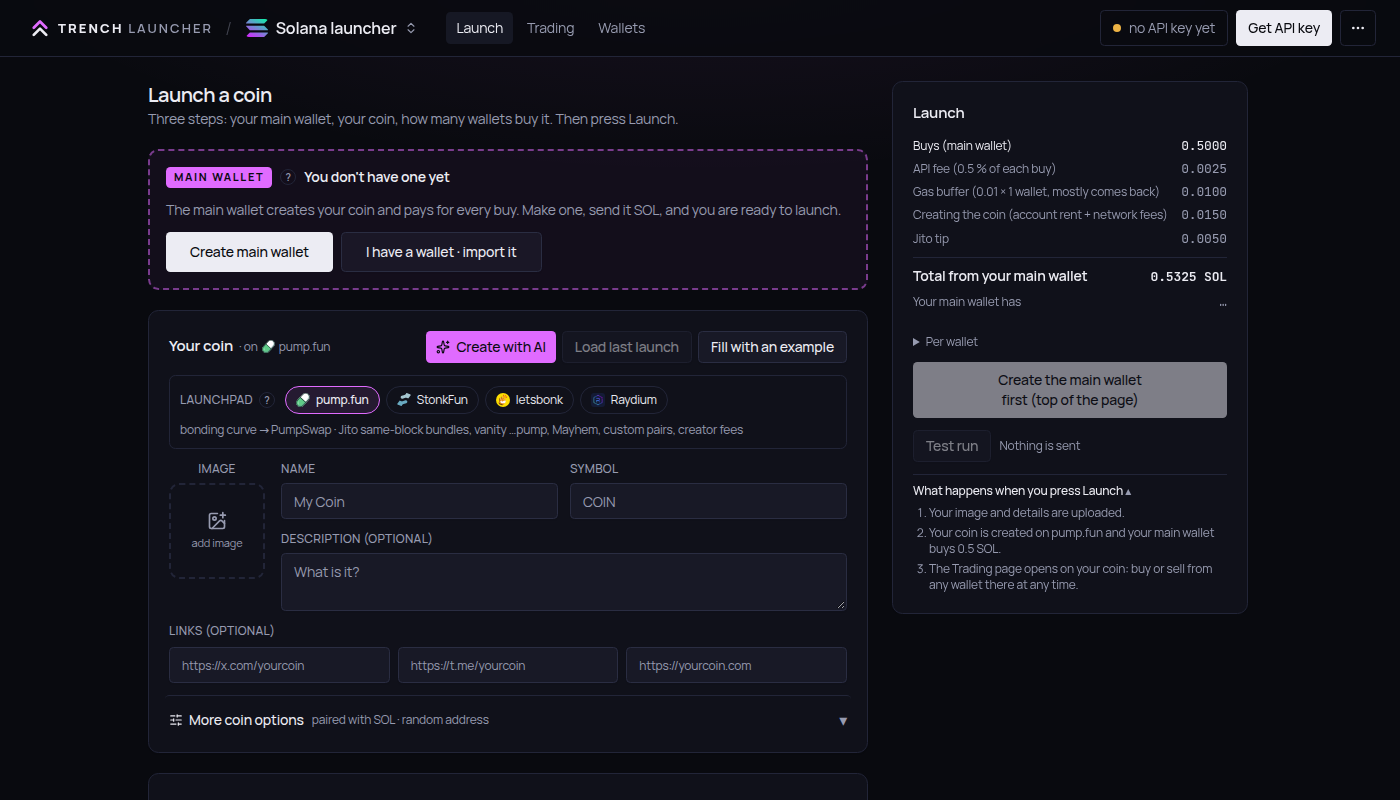 TRENCH LAUNCHER / Solana launcher Launch Trading Wallets no API key yet Get API key ···
Launch a coin
Three steps: your main wallet, your coin, how many wallets buy it. Then press Launch.
MAIN WALLET ? You don't have one yet
The main wallet creates your coin and pays for every buy. Make one, send it SOL, and you are ready to launch.
Create main wallet I have a wallet · import it
Your coin · on pump.fun Create with AI Load last launch Fill with an example
LAUNCHPAD ? pump.fun StonkFun letsbonk Raydium
bonding curve → PumpSwap · Jito same-block bundles, vanity …pump, Mayhem, custom pairs, creator fees
IMAGE NAME SYMBOL
add image My Coin COIN
DESCRIPTION (OPTIONAL)
What is it?
LINKS (OPTIONAL)
https://x.com/yourcoin https://t.me/yourcoin https://yourcoin.com
More coin options paired with SOL · random address ▼
Launch
Buys (main wallet) 0.5000
API fee (0.5 % of each buy) 0.0025
Gas buffer (0.01 × 1 wallet, mostly comes back) 0.0100
Creating the coin (account rent + network fees) 0.0150
Jito tip 0.0050
Total from your main wallet 0.5325 SOL
Your main wallet has …
▶ Per wallet
Create the main wallet
first (top of the page)
Test run Nothing is sent
What happens when you press Launch ▴
1. Your image and details are uploaded.
2. Your coin is created on pump.fun and your main wallet
buys 0.5 SOL.
3. The Trading page opens on your coin: buy or sell from
any wallet there at any time.